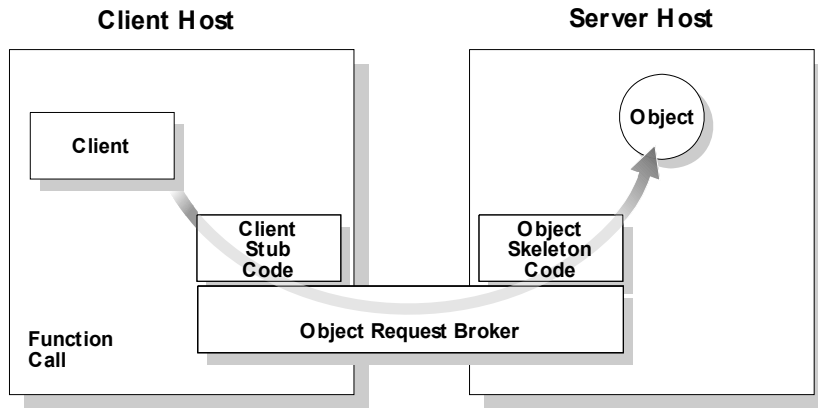 Client Host
Server Host
Client
Object
Client
Stub
Code
Object
Skeleton
Code
Object Request Broker
Function
Call